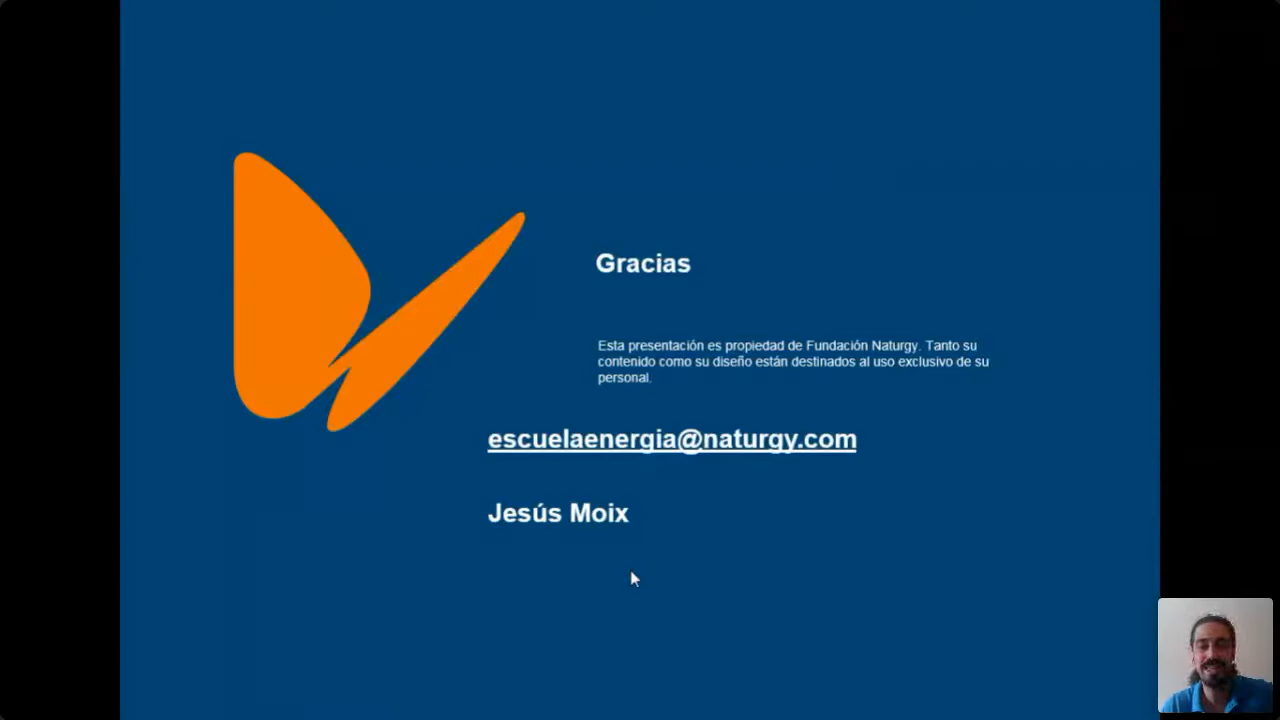 Gracias
Esta presentación es propiedad de Fundación Naturgy. Tanto su
contenido como su diseño están destinados al uso exclusivo de su
personal.
escuelaenergia@naturgy.com
Jesús Moix